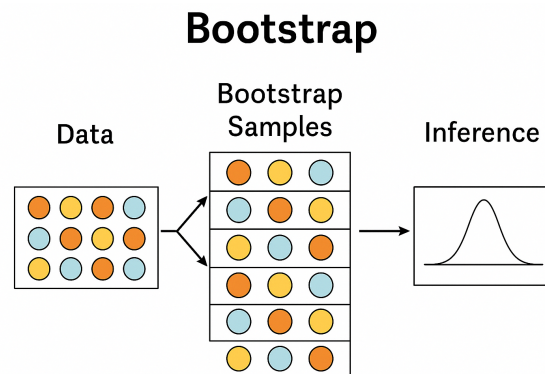 Bootstrap
Data
Bootstrap
Samples
Inference